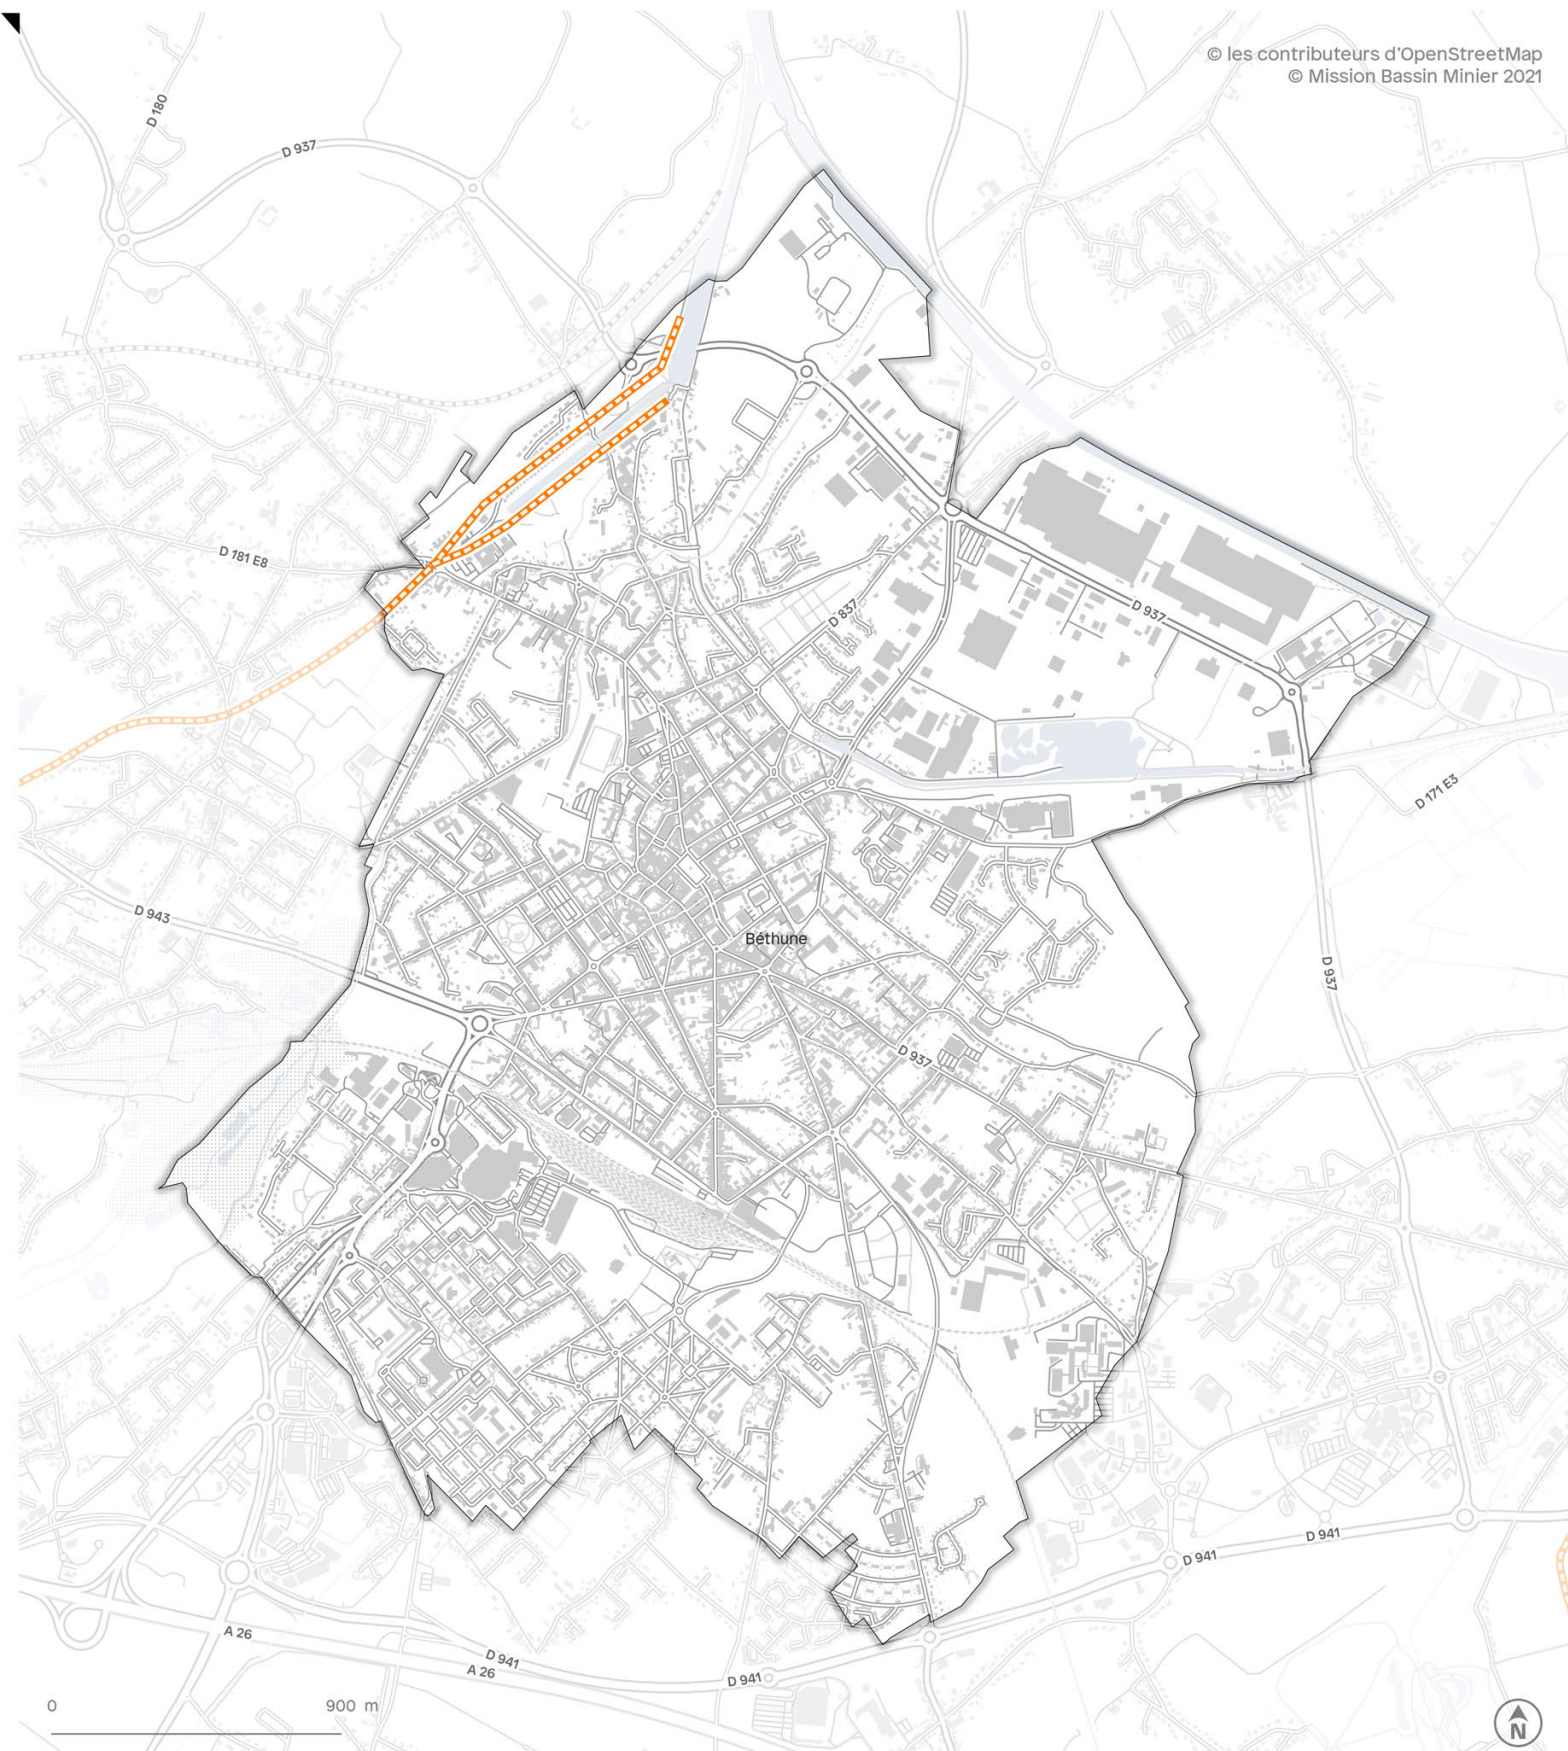 © les contributeurs d'OpenStreetMap
© Mission Bassin Minier 2021
D 180
D 937
D 181 E8
D 837
D 937
D 171 E3
D 943
Béthune
D 937
D 937
D 941
D 941
A 26
D 941
A 26
D 941
0 900 m
N